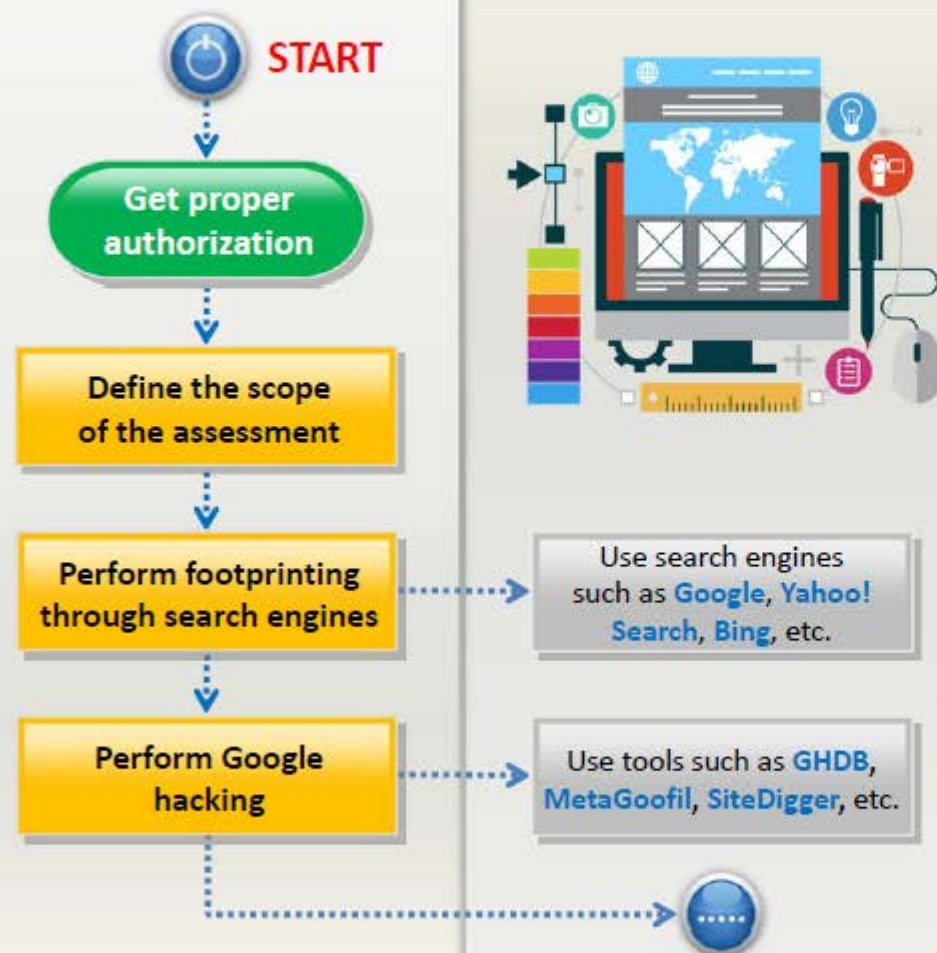 START
Get proper
authorization
Define the scope
of the assessment
Perform footprinting
through search engines
Use search engines
such as Google, Yahoo!
Search, Bing, etc.
Perform Google
hacking
Use tools such as GHDB,
MetaGoofil, SiteDigger, etc.